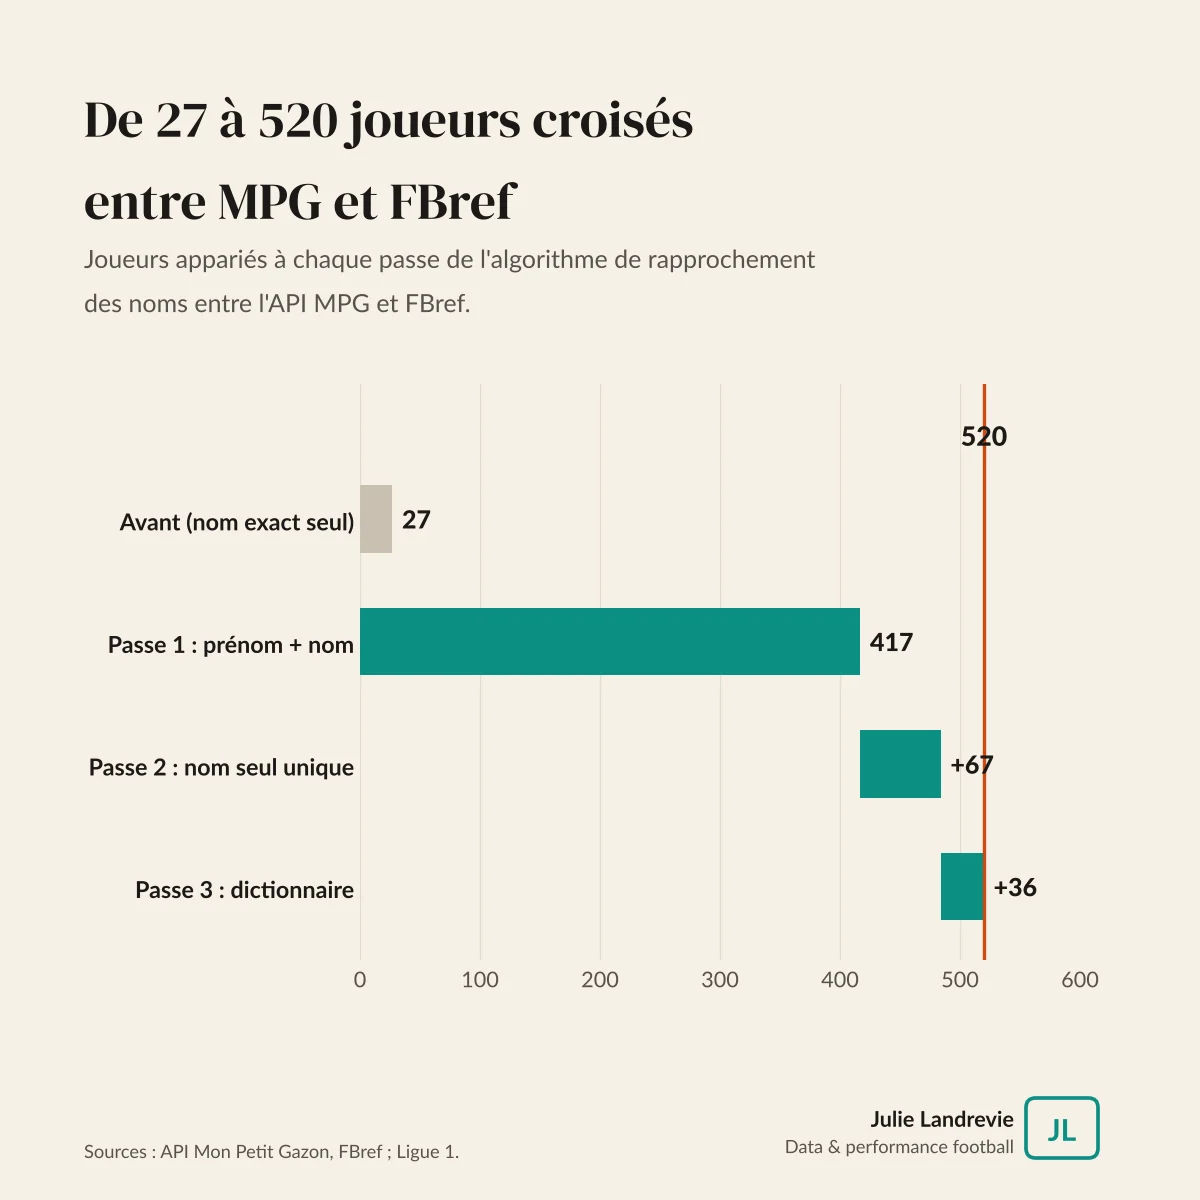 De 27 à 520 joueurs croisés
entre MPG et FBref
Joueurs appariés à chaque passe de l'algorithme de rapprochement
des noms entre l'API MPG et FBref.
520
Avant (nom exact seul)
27
Passe 1 : prénom + nom
417
Passe 2 : nom seul unique
+67
Passe 3 : dictionnaire
+36
0 100 200 300 400 500 600
Julie Landrevie
Data & performance football
JL
Sources : API Mon Petit Gazon, FBref ; Ligue 1.